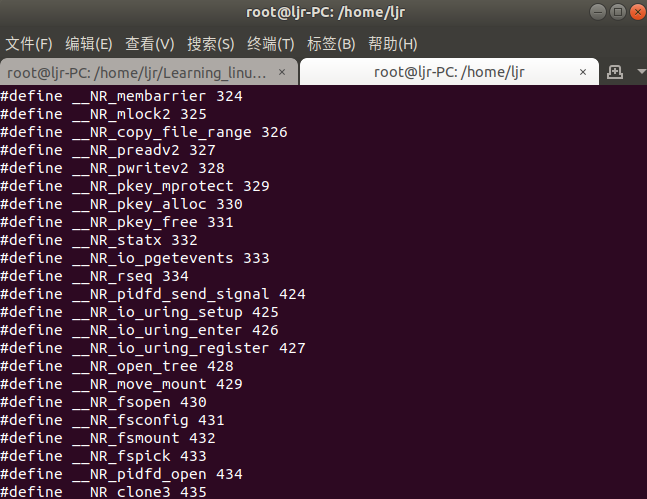 root@ljr-PC: /home/ljr
文件(F) 编辑(E) 查看(V) 搜索(S) 终端(T) 标签(B) 帮助(H)
root@ljr-PC: /home/ljr/Learning_linu... × root@ljr-PC: /home/ljr ×
#define __NR_membarrier 324
#define __NR_mlock2 325
#define __NR_copy_file_range 326
#define __NR_preadv2 327
#define __NR_pwritev2 328
#define __NR_pkey_mprotect 329
#define __NR_pkey_alloc 330
#define __NR_pkey_free 331
#define __NR_statx 332
#define __NR_io_pgetevents 333
#define __NR_rseq 334
#define __NR_pidfd_send_signal 424
#define __NR_io_uring_setup 425
#define __NR_io_uring_enter 426
#define __NR_io_uring_register 427
#define __NR_open_tree 428
#define __NR_move_mount 429
#define __NR_fsopen 430
#define __NR_fsconfig 431
#define __NR_fsmount 432
#define __NR_fspick 433
#define __NR_pidfd_open 434
#define __NR_clone3 435